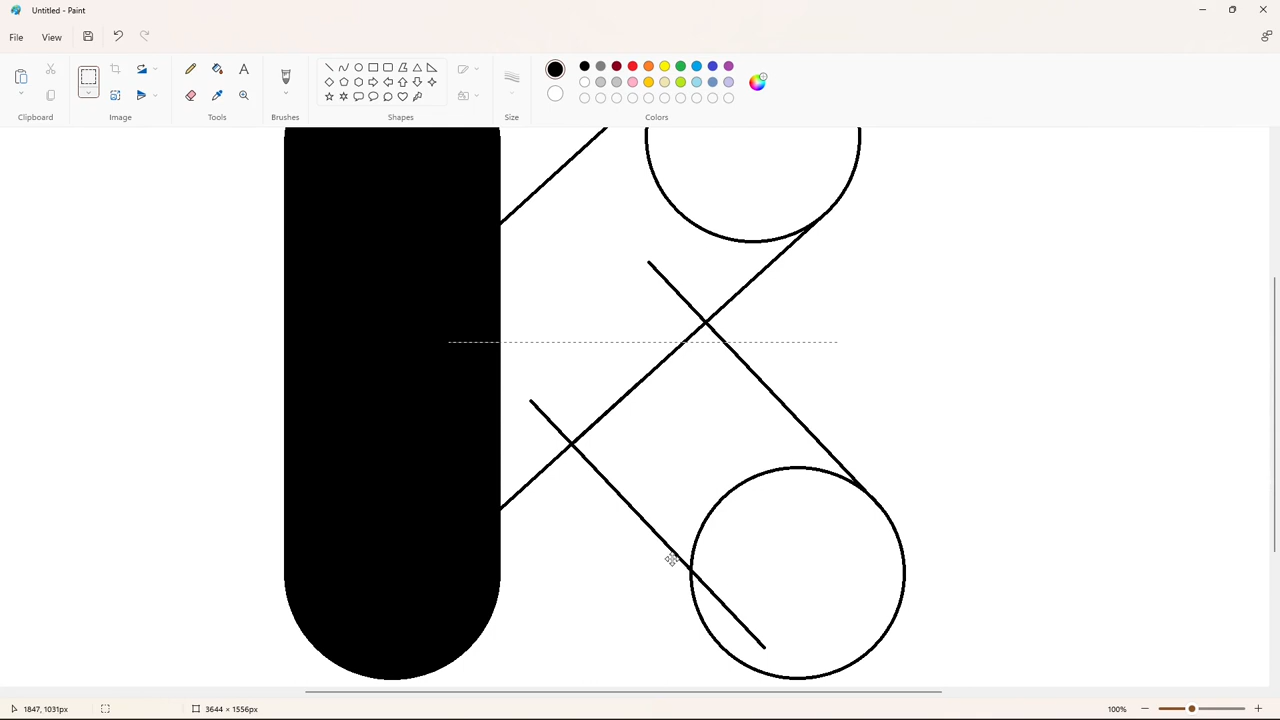 Untitled - Paint
File View
Clipboard Image Tools Brushes Shapes Size Colors
1847, 1031px 3644 × 1556px 100%